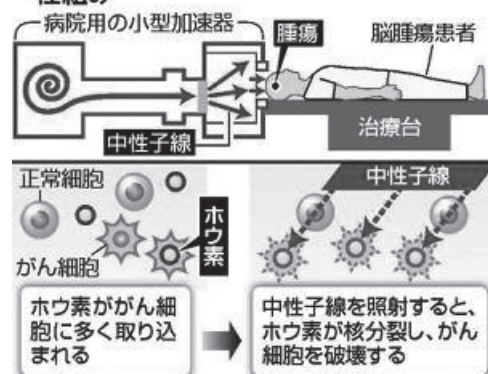 病院用の小型加速器
腫瘍
脳腫瘍患者
治療台
中性子線
正常細胞
がん細胞
ホウ素
中性子線
ホウ素ががん細
胞に多く取り込
まれる
中性子線を照射すると、
ホウ素が核分裂し、がん
細胞を破壊する